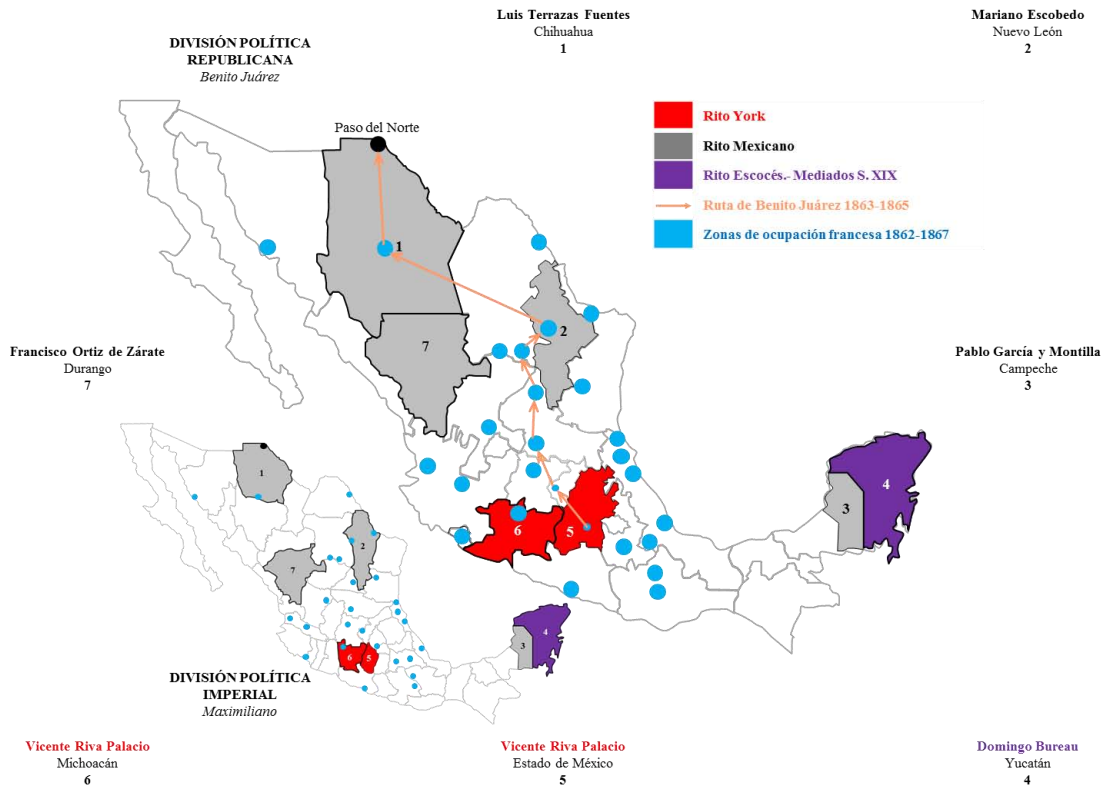 Luis Terrazas Fuentes
Chihuahua
1
Mariano Escobedo
Nuevo León
2
DIVISIÓN POLÍTICA
REPUBLICANA
Benito Juárez
Rito York
Rito Mexicano
Rito Escocés.- Mediados S. XIX
Ruta de Benito Juárez 1863-1865
Zonas de ocupación francesa 1862-1867
Paso del Norte
1
2
7
Francisco Ortiz de Zárate
Durango
7
Pablo García y Montilla
Campeche
3
4
3
6
5
1
2
7
4
3
6
5
DIVISIÓN POLÍTICA
IMPERIAL
Maximiliano
Vicente Riva Palacio
Michoacán
6
Vicente Riva Palacio
Estado de México
5
Domingo Bureau
Yucatán
4